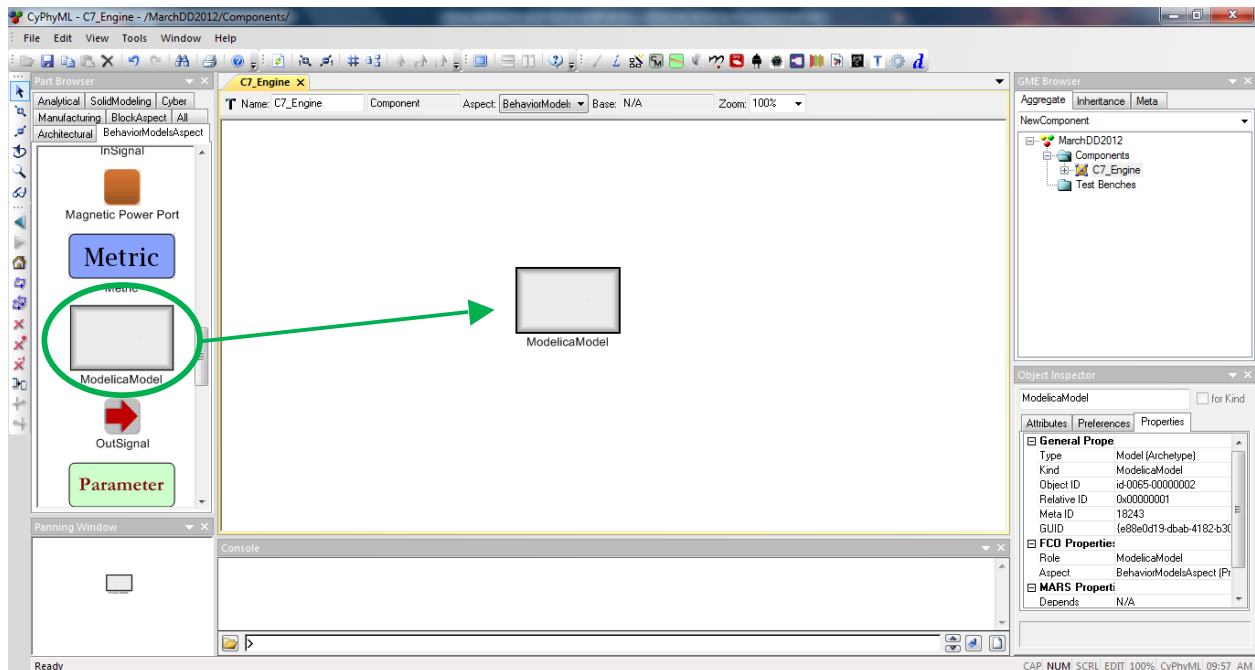 CyPhyML - C7_Engine - /MarchDD2012/Components/
File Edit View Tools Window Help
Part Browser
Analytical SolidModeling Cyber
Manufacturing BlockAspect All
Architectural BehaviorModelsAspect
InSignal
Magnetic Power Port
Metric
Metric
ModelicaModel
OutSignal
Parameter
Panning Window
Ready
C7_Engine
T Name: C7_Engine Component Aspect: BehaviorModels Base: N/A Zoom: 100%
ModelicaModel
Console
GME Browser
Aggregate Inheritance Meta
NewComponent
MarchDD2012
Components
C7_Engine
Test Benches
Object Inspector
ModelicaModel for Kind
Attributes Preferences Properties
General Prope
Type Model (Archetype)
Kind ModelicaModel
Object ID id-0065-00000002
Relative ID 0x00000001
Meta ID 18243
GUID {e88e0d19-dbab-4182-b30
FCO Properties
Role ModelicaModel
Aspect BehaviorModelsAspect (Pr
MARS Properti
Depends N/A
CAP NUM SCRL EDIT 100% CyPhyML 09:57 AM